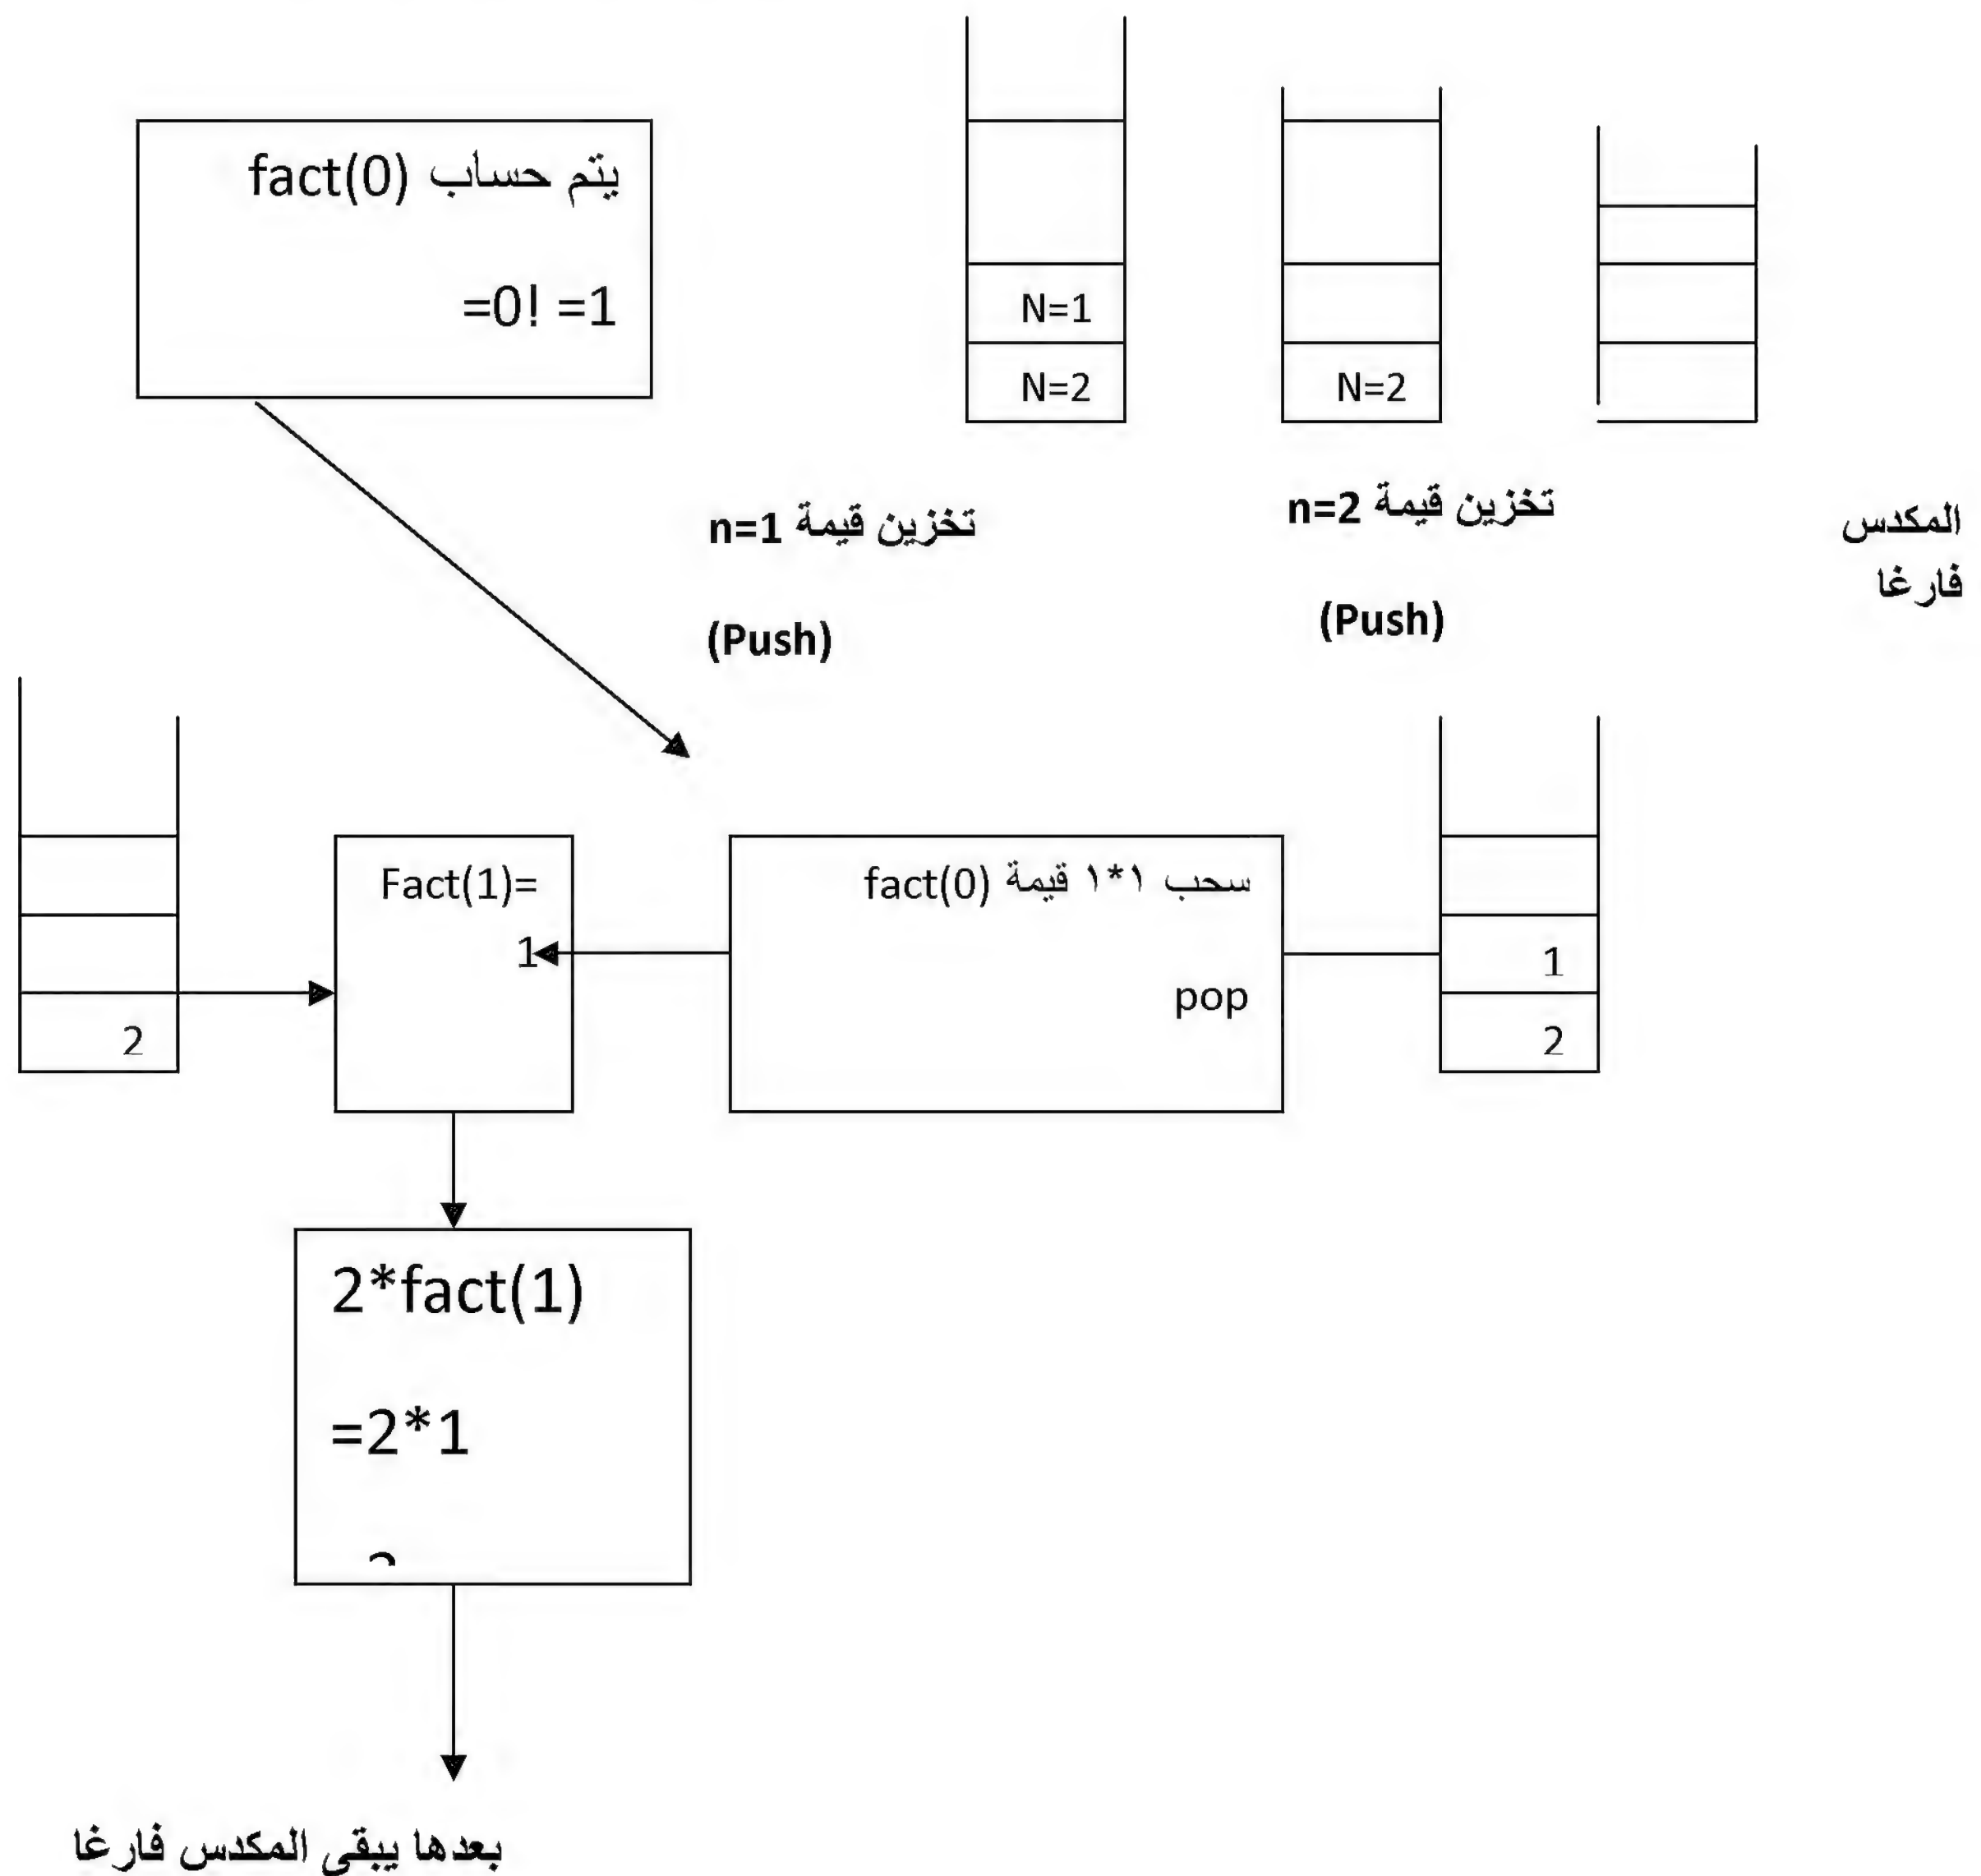 يتم حساب fact(0)
=0! =1
N=1
N=2
N=2
تخزين قيمة n=1
(Push)
تخزين قيمة n=2
(Push)
المكدس
فارغا
2
Fact(1)=
1
سحب ١*١ قيمة fact(0)
pop
1
2
2*fact(1)
=2*1
بعدها يبقى المكدس فارغا